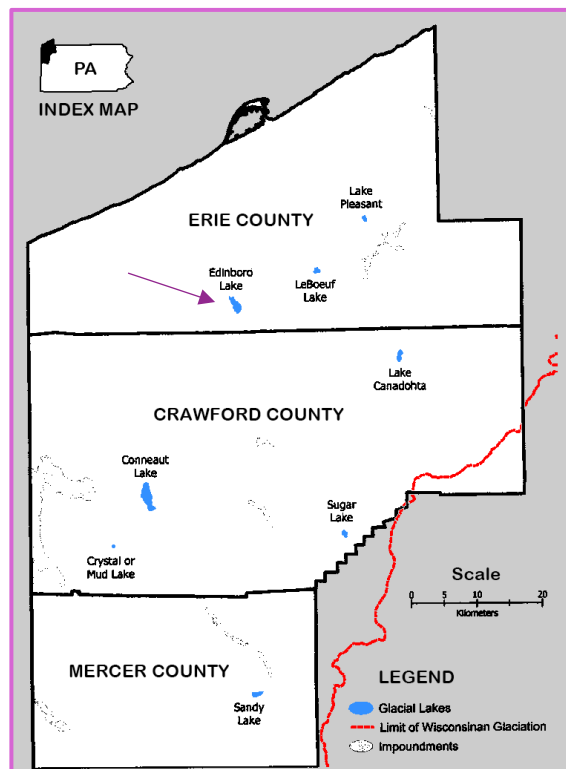 PA
INDEX MAP
Lake
Pleasant
ERIE COUNTY
Edinboro
Lake
LeBoeuf
Lake
Lake
Canadohta
CRAWFORD COUNTY
Conneaut
Lake
Sugar
Lake
Crystal or
Mud Lake
Scale
0 5 10 20
Kilometers
MERCER COUNTY
Sandy
Lake
LEGEND
Glacial Lakes
Limit of Wisconsinan Glaciation
Impoundments